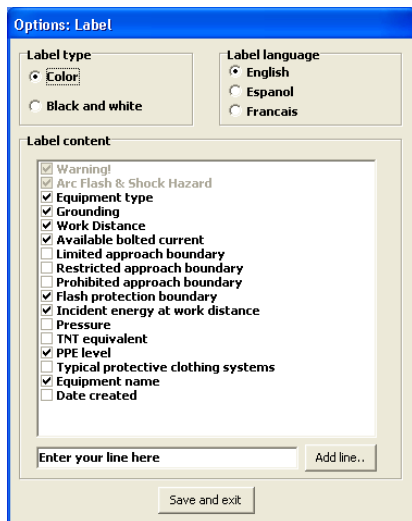 Options: Label
Label type
Color
Black and white
Label language
English
Espanol
Francais
Label content
Warning!
Arc Flash & Shock Hazard
Equipment type
Grounding
Work Distance
Available bolted current
Limited approach boundary
Restricted approach boundary
Prohibited approach boundary
Flash protection boundary
Incident energy at work distance
Pressure
TNT equivalent
PPE level
Typical protective clothing systems
Equipment name
Date created
Enter your line here
Add line..
Save and exit